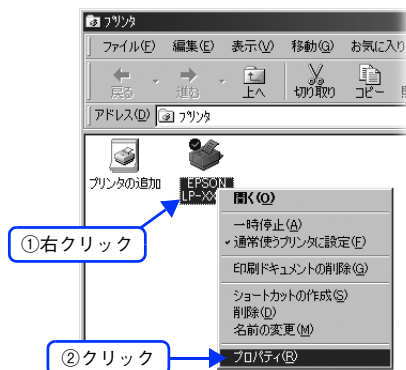 プリンタ
ファイル(F) 編集(E) 表示(V) 移動(G) お気に入り
戻る 進む 上へ 切り取り コピー
アドレス(D) プリンタ
プリンタの追加 EPSON
LP-XX
開く(O)
一時停止(A)
通常使うプリンタに設定(F)
印刷ドキュメントの削除(G)
ショートカットの作成(S)
削除(D)
名前の変更(M)
プロパティ(R)
①右クリック
②クリック